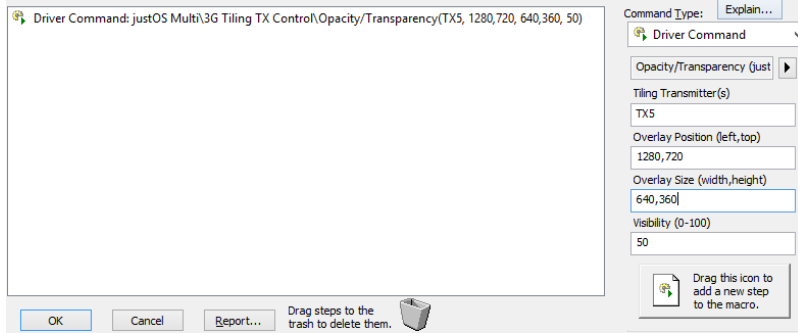 Driver Command: justOS Multi\3G Tiling TX Control\Opacity/Transparency(TX5, 1280,720, 640,360, 50)
Command Type:
Explain...
Driver Command
Opacity/Transparency (just
Tiling Transmitter(s)
TX5
Overlay Position (left,top)
1280,720
Overlay Size (width,height)
640,360
Visibility (0-100)
50
Drag this icon to
add a new step
to the macro.
OK
Cancel
Report...
Drag steps to the
trash to delete them.